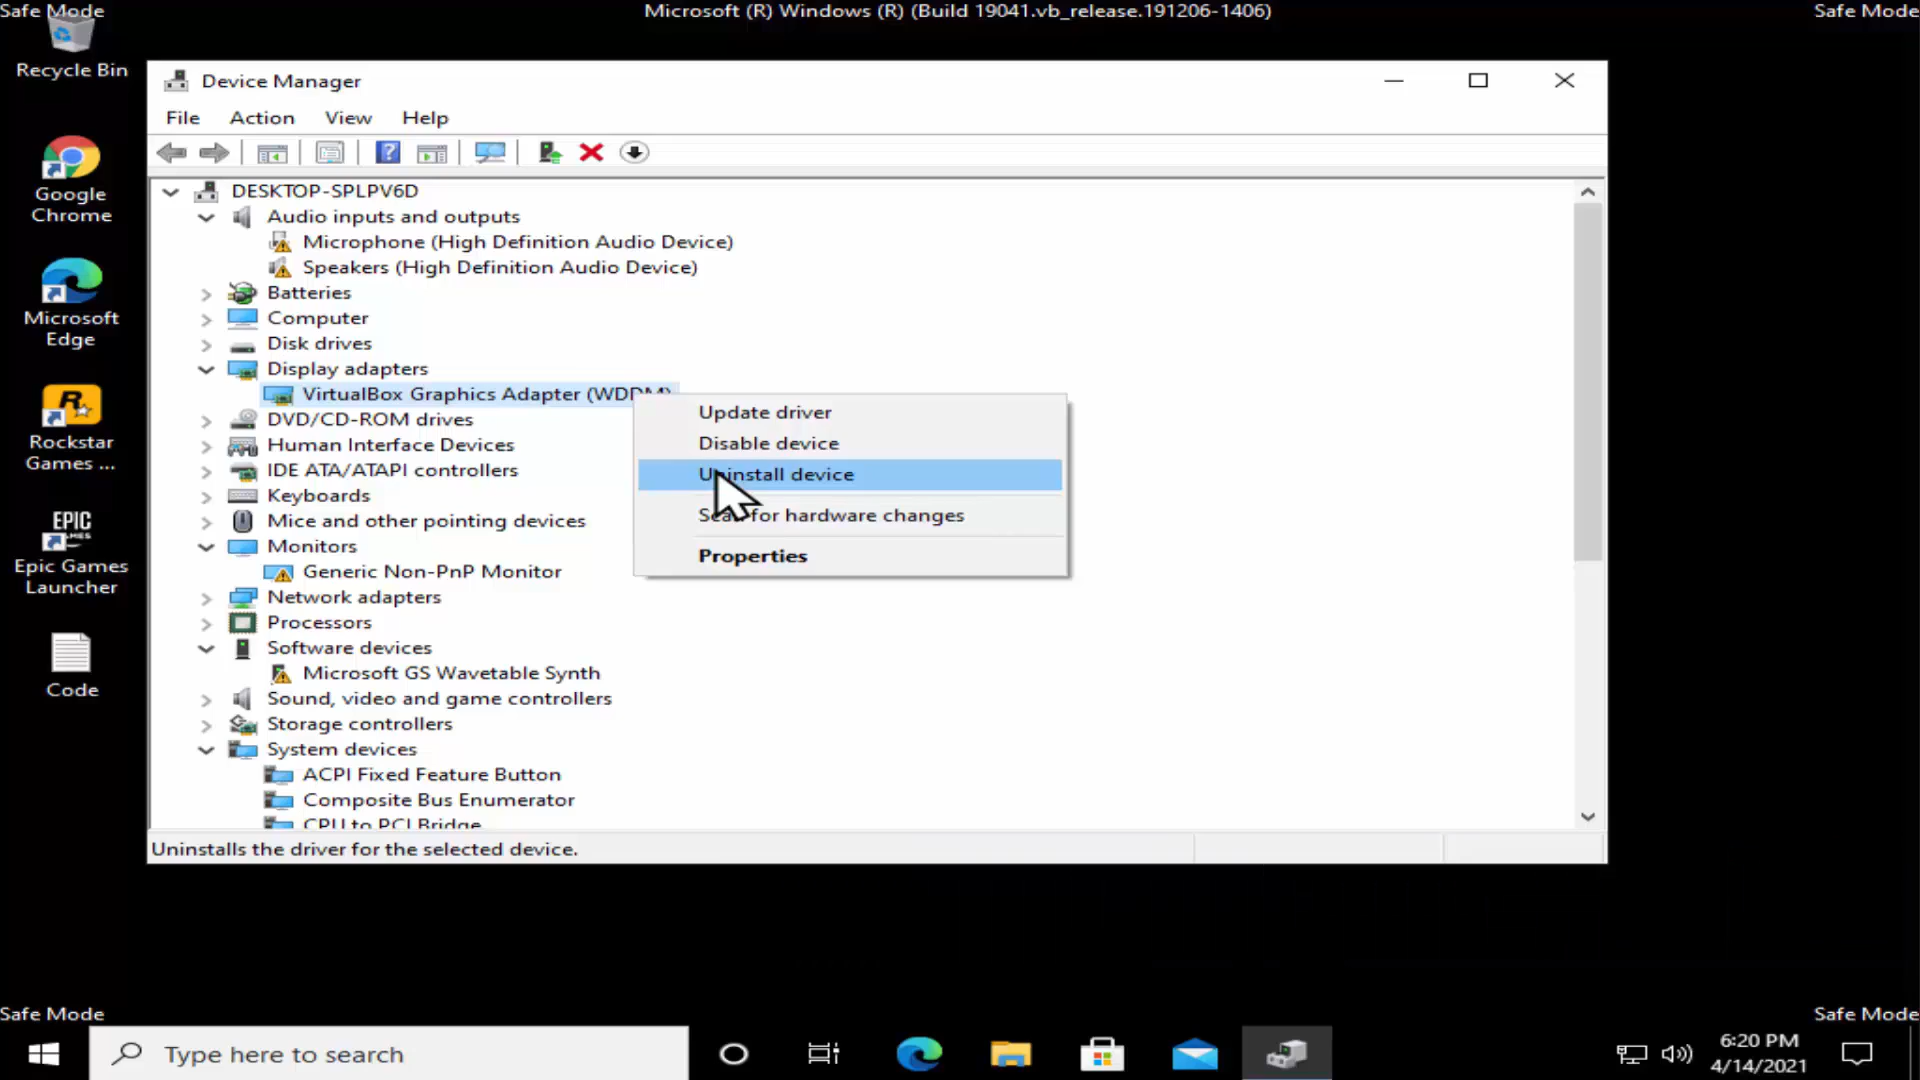 Safe Mode
Microsoft (R) Windows (R) (Build 19041.vb_release.191206-1406)
Safe Mode
Recycle Bin
Google
Chrome
Microsoft
Edge
Rockstar
Games ...
EPIC
GAMES
Epic Games
Launcher
Code
Device Manager
File Action View Help
DESKTOP-SPLPV6D
Audio inputs and outputs
Microphone (High Definition Audio Device)
Speakers (High Definition Audio Device)
Batteries
Computer
Disk drives
Display adapters
VirtualBox Graphics Adapter (WDDM)
DVD/CD-ROM drives
Human Interface Devices
IDE ATA/ATAPI controllers
Keyboards
Mice and other pointing devices
Monitors
Generic Non-PnP Monitor
Network adapters
Processors
Software devices
Microsoft GS Wavetable Synth
Sound, video and game controllers
Storage controllers
System devices
ACPI Fixed Feature Button
Composite Bus Enumerator
CPU to PCI Bridge
Update driver
Disable device
Uninstall device
Scan for hardware changes
Properties
Uninstalls the driver for the selected device.
Safe Mode
Safe Mode
Type here to search
6:20 PM
4/14/2021